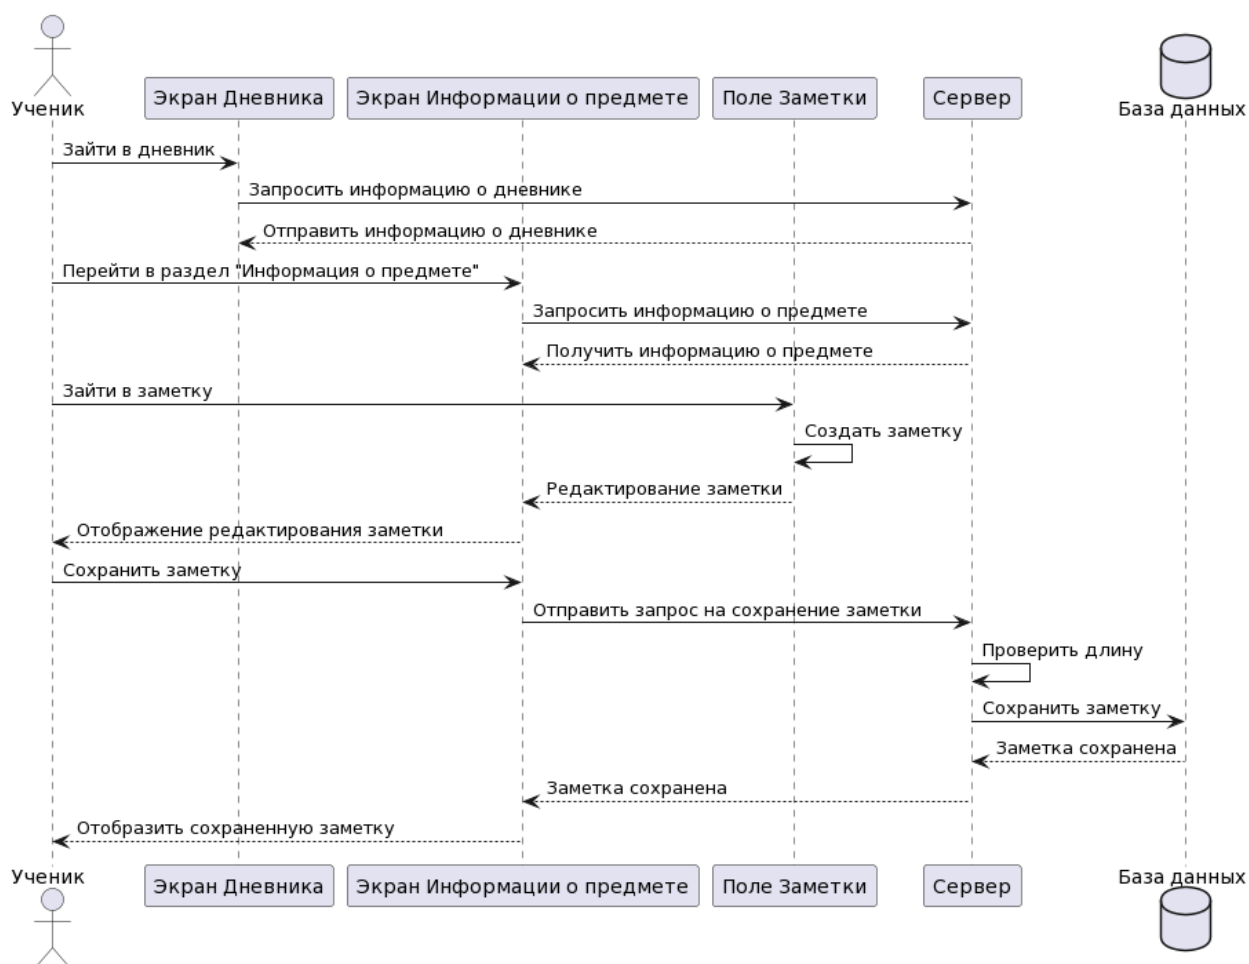 Ученик
Экран Дневника
Экран Информации о предмете
Поле Заметки
Сервер
База данных
Зайти в дневник
Запросить информацию о дневнике
Отправить информацию о дневнике
Перейти в раздел "Информация о предмете"
Запросить информацию о предмете
Получить информацию о предмете
Зайти в заметку
Создать заметку
Редактирование заметки
Отображение редактирования заметки
Сохранить заметку
Отправить запрос на сохранение заметки
Проверить длину
Сохранить заметку
Заметка сохранена
Заметка сохранена
Отобразить сохраненную заметку
Ученик
Экран Дневника
Экран Информации о предмете
Поле Заметки
Сервер
База данных